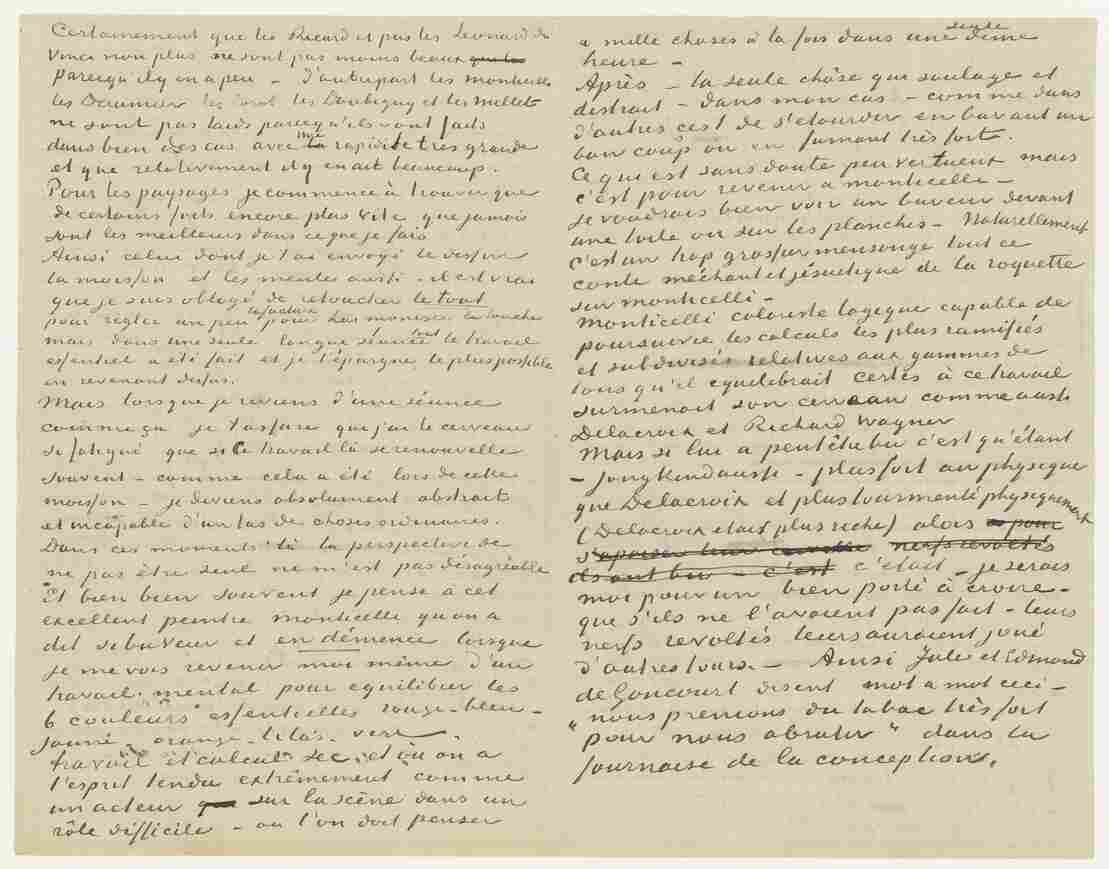 Certainement que les Ricard et puis les Leonard de
Vinci non plus ne sont pas moins beaux que les
parcequ'il y en a peu – d'autre part les monticelli
les Daumier les Corot les Daubigny et les Millet
ne sont pas laids parcequ'ils sont faits
dans bien des cas avec une rapidite très grande
et que relativement il y en ait beaucoup.
Pour les paysages je commence à trouver que
de certains faits encore plus vite que jamais
sont les meilleurs dans ce que je fais.
Ainsi celui dont je t'ai envoyé le dessin
la moisson et les meules aussi – il est vrai
que je suis obligé de retoucher le tout
pour regler un peu la facture pour harmoniser la touche
mais dans une seule longue séance tout le travail
essentiel a été fait et je l'épargne le plus possible
en revenant dessus.
Mais lorsque je reviens d'une séance
comme ça je t'assure que j'ai le cerveau
si fatigué que si ce travail là se renouvelle
souvent – comme cela a été lors de cette
moisson – je deviens absolument abstrait
et incapable d'un tas de choses ordinaires.
Dans ces moments là la perspective de
ne pas être seul ne m'est pas désagréable
Et bien bien souvent je pense à cet
excellent peintre monticelli qu'on a
dit si buveur et en démence lorsque
je me vois revenir moi même d'un
travail mental pour equilibrer les
6 couleurs essentielles rouge – bleu –
jaune – orangé – lilas – vert.
travail et calcul sec et où on a
l'esprit tendu extrêmement comme
un acteur sur la scène dans un
rôle difficile – ou l'on doit penser
a mille choses à la fois dans une seule demie
heure –
Après – la seule chôse qui soulage et
distrait – dans mon cas – comme dans
d'autres c'est de s'etourdir en buvant un
bon coup ou en fumant très fort.
Ce qui est sans doute peu vertueux mais
c'est pour revenir a monticelli –
je voudrais bien voir un buveur devant
une toile ou sur les planches – Naturellement
c'est un trop grossier mensonge tout ce
conte méchant et jésuitique de la roquette
sur monticelli –
Monticelli coloriste logique capable de
poursuivre les calculs les plus ramifiés
et subdivisés relatives aux gammes de
tons qu'il equilibrait certes à ce travail
surmenait son cerveau comme aussi
Delacroix et Richard Wagner
Mais si lui a peutêtre bu c'est qu'étant
– Jongkind aussi – plus fort au physique
que Delacroix et plus tourmenté physiquement
(Delacroix etait plus riche) alors pour
s'apaiser leur nerfs revoltés
ils ont bu – c'est c'était – je serais
moi pour un bien porté à croire –
que s'ils ne l'avaient pas fait – leurs
nerfs revoltés leurs auraient joué
d'autres tours. – Ainsi Jules et Edmond
de Goncourt disent mot a mot ceci –
"nous prenions du tabac très fort
"pour nous abrutir" dans la
fournaise de la conception.